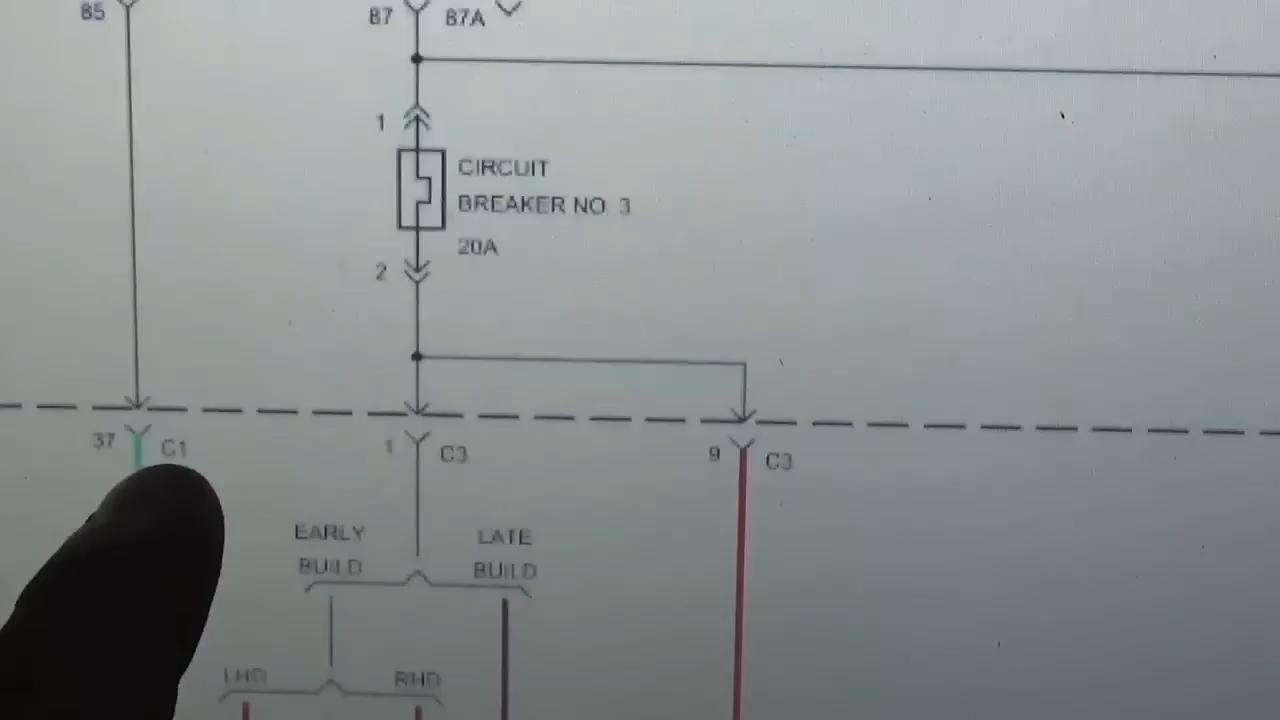 85
87
87A
1
CIRCUIT
BREAKER NO. 3
20A
2
37
C1
1
C3
9
C3
EARLY
BUILD
LATE
BUILD
LHD
RHD